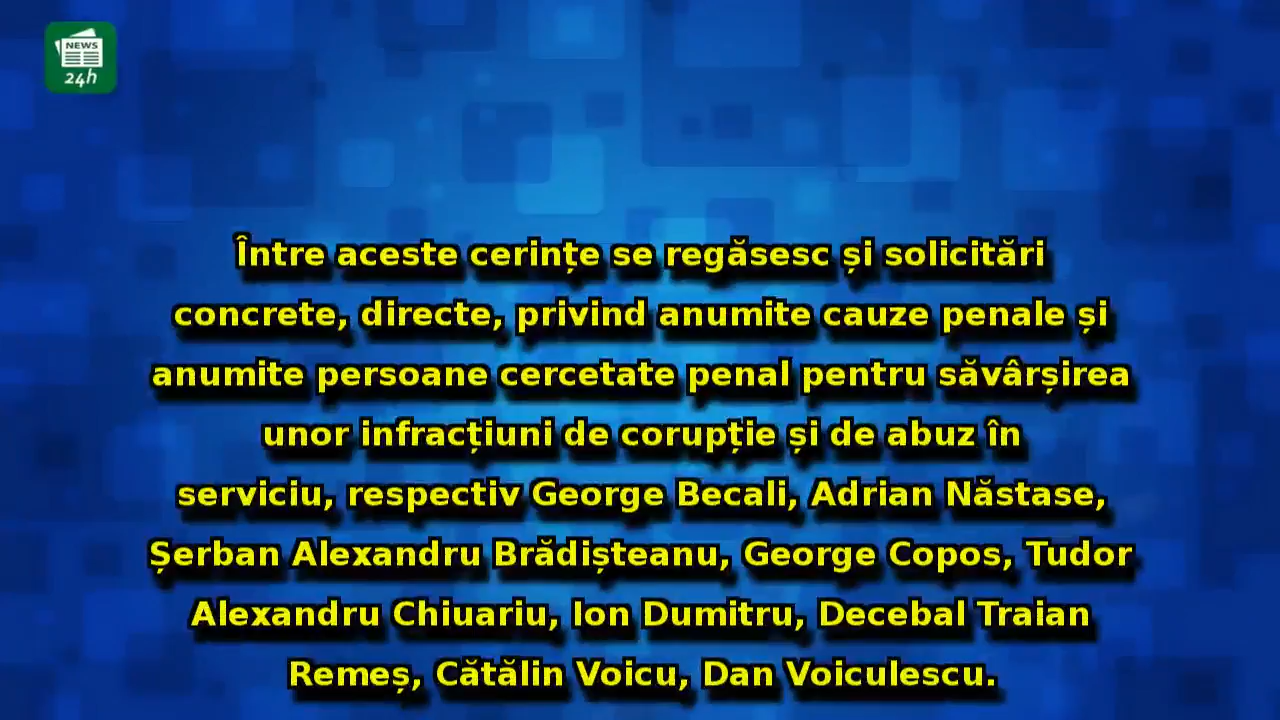 NEWS
24h
Între aceste cerințe se regăsesc și solicitări
concrete, directe, privind anumite cauze penale și
anumite persoane cercetate penal pentru săvârșirea
unor infracțiuni de corupție și de abuz în
serviciu, respectiv George Becali, Adrian Năstase,
Șerban Alexandru Brădișteanu, George Copos, Tudor
Alexandru Chiuariu, Ion Dumitru, Decebal Traian
Remeș, Cătălin Voicu, Dan Voiculescu.